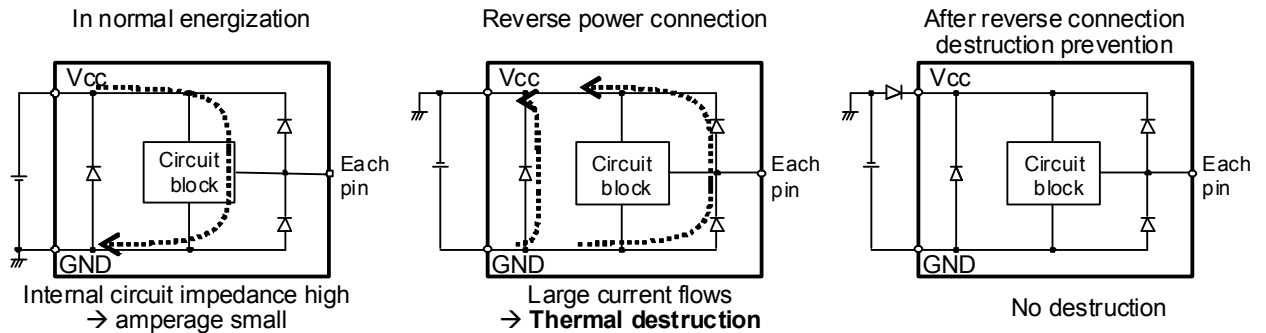 In normal energization
Vcc
Circuit
block
Each
pin
GND
Internal circuit impedance high
→ amperage small
Reverse power connection
Vcc
Circuit
block
Each
pin
GND
Large current flows
→ Thermal destruction
After reverse connection
destruction prevention
Vcc
Circuit
block
Each
pin
GND
No destruction